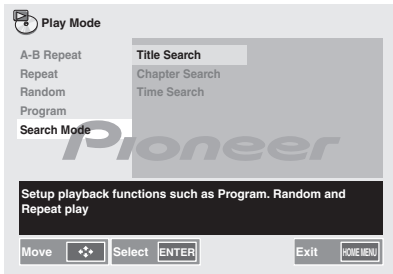 Play Mode
A-B Repeat
Repeat
Random
Program
Search Mode
Title Search
Chapter Search
Time Search
Pioneer
Setup playback functions such as Program. Random and
Repeat play
Move Select ENTER Exit HOME MENU